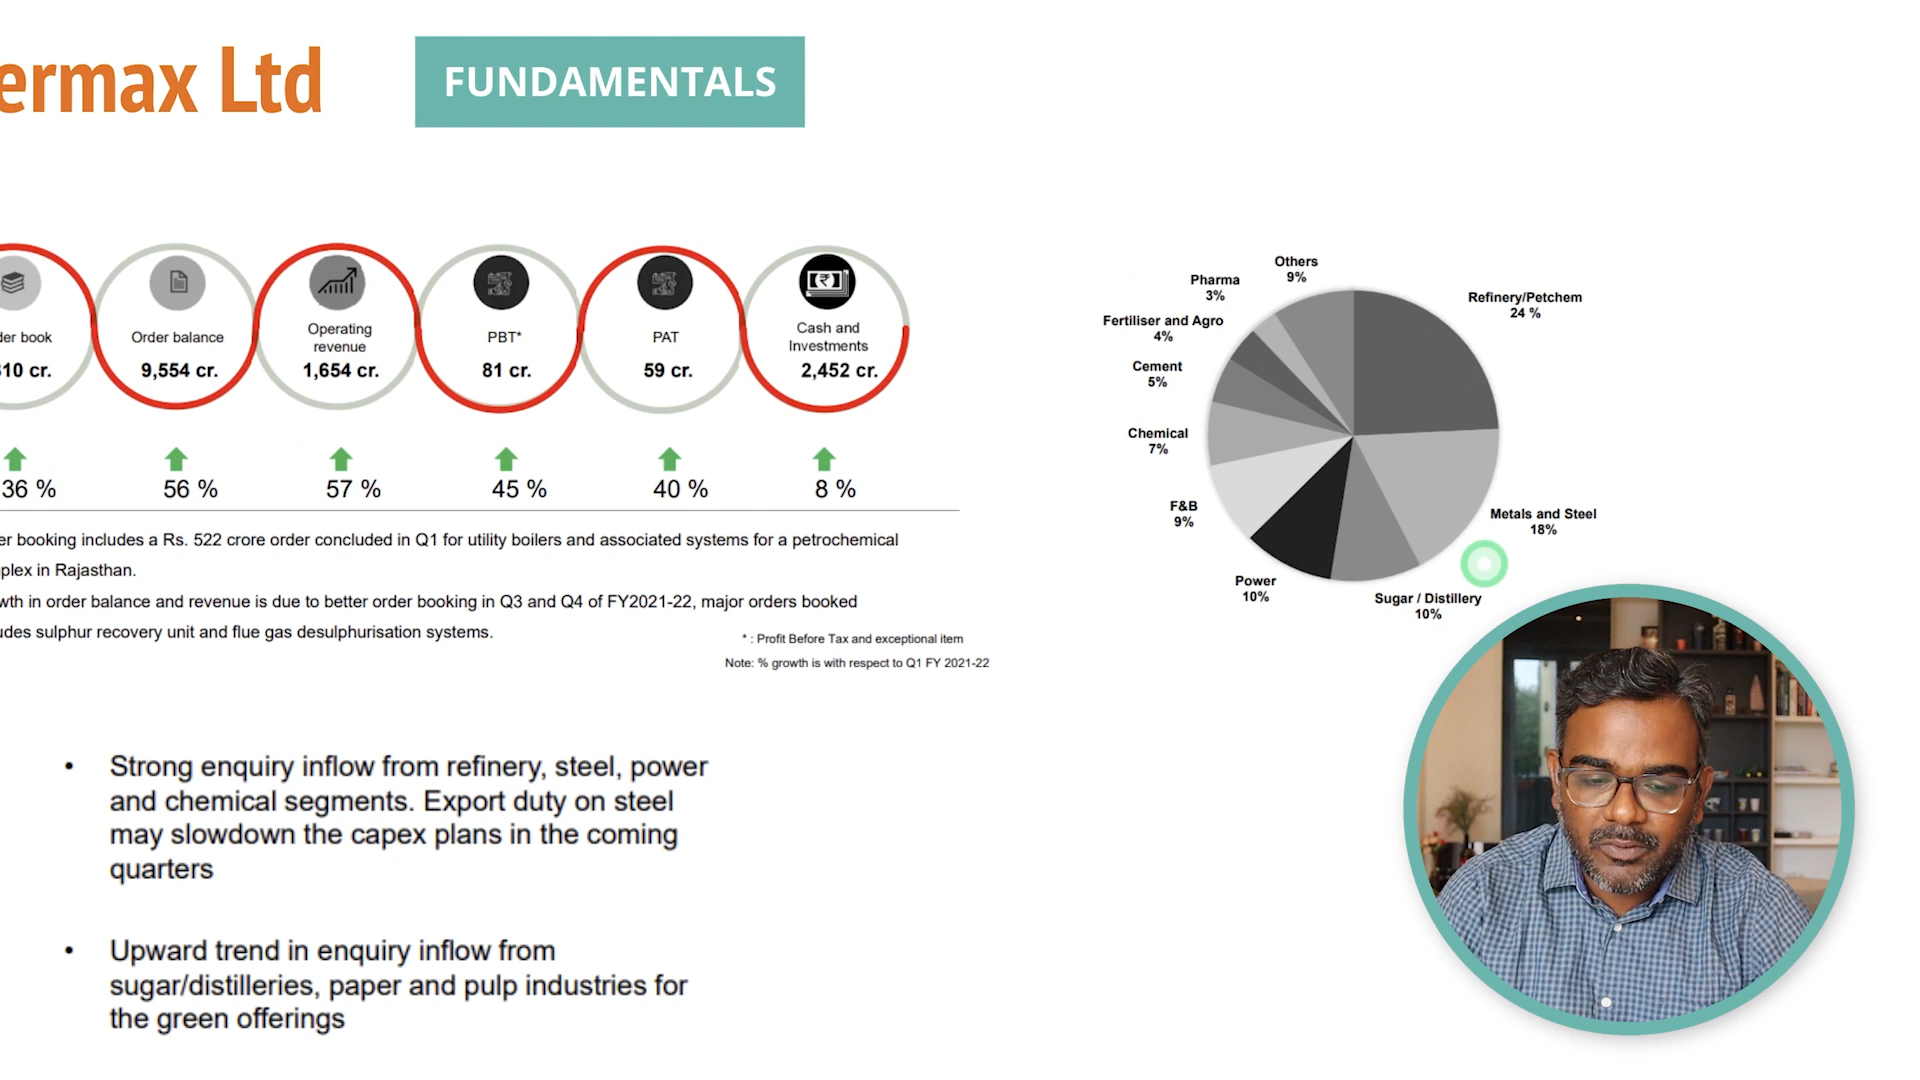 ermax Ltd
FUNDAMENTALS
der book
310 cr.
36 %
Order balance
9,554 cr.
56 %
Operating
revenue
1,654 cr.
57 %
PBT*
81 cr.
45 %
PAT
59 cr.
40 %
Cash and
Investments
2,452 cr.
8 %
er booking includes a Rs. 522 crore order concluded in Q1 for utility boilers and associated systems for a petrochemical
plex in Rajasthan.
wth in order balance and revenue is due to better order booking in Q3 and Q4 of FY2021-22, major orders booked
udes sulphur recovery unit and flue gas desulphurisation systems.
* : Profit Before Tax and exceptional item
Note: % growth is with respect to Q1 FY 2021-22
Others
9%
Pharma
3%
Refinery/Petchem
24 %
Fertiliser and Agro
4%
Cement
5%
Chemical
7%
F&B
9%
Metals and Steel
18%
Power
10%
Sugar / Distillery
10%
• Strong enquiry inflow from refinery, steel, power
and chemical segments. Export duty on steel
may slowdown the capex plans in the coming
quarters
• Upward trend in enquiry inflow from
sugar/distilleries, paper and pulp industries for
the green offerings